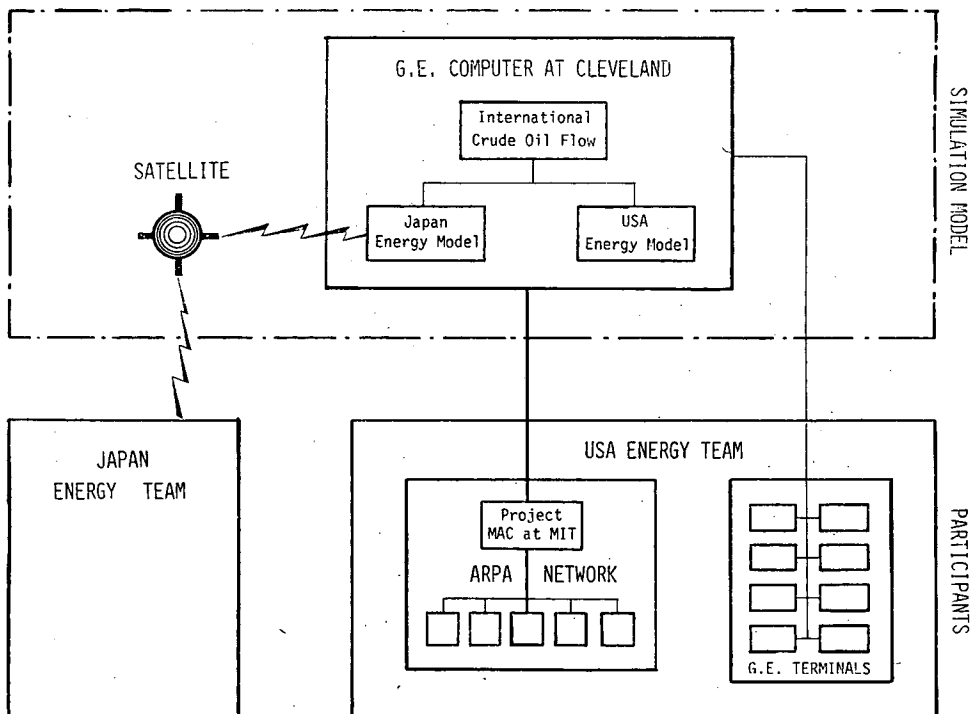 G.E. COMPUTER AT CLEVELAND
International
Crude Oil Flow
SATELLITE
Japan
Energy Model
USA
Energy Model
SIMULATION MODEL
JAPAN
ENERGY TEAM
USA ENERGY TEAM
Project
MAC at MIT
ARPA NETWORK
G.E. TERMINALS
PARTICIPANTS